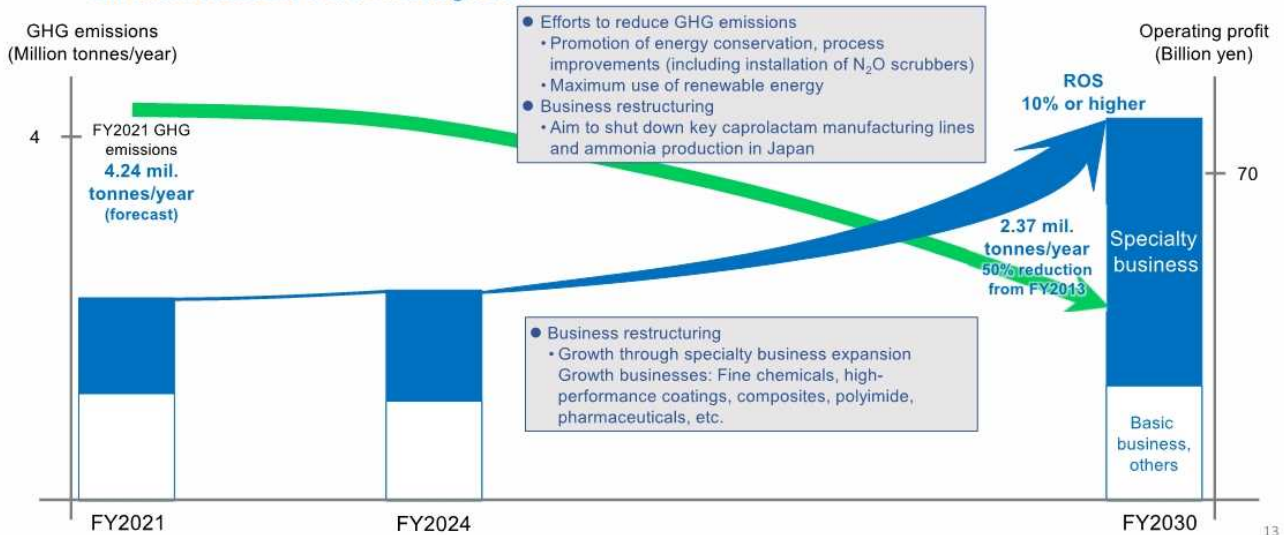 GHG emissions
(Million tonnes/year)
4
FY2021 GHG
emissions
4.24 mil.
tonnes/year
(forecast)
● Efforts to reduce GHG emissions
• Promotion of energy conservation, process
improvements (including installation of N₂O scrubbers)
• Maximum use of renewable energy
● Business restructuring
• Aim to shut down key caprolactam manufacturing lines
and ammonia production in Japan
Operating profit
(Billion yen)
ROS
10% or higher
70
2.37 mil.
tonnes/year
50% reduction
from FY2013
Specialty
business
● Business restructuring
• Growth through specialty business expansion
Growth businesses: Fine chemicals, high-
performance coatings, composites, polyimide,
pharmaceuticals, etc.
Basic
business,
others
FY2021
FY2024
FY2030
13